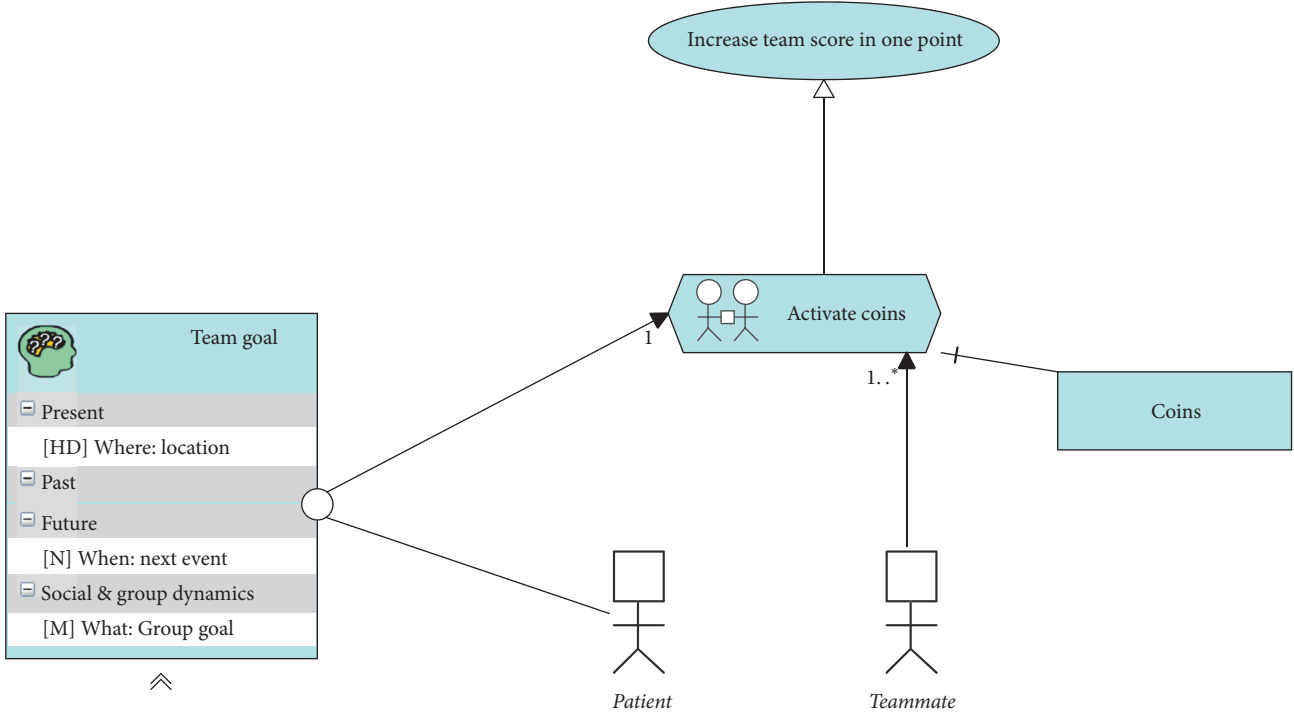 Increase team score in one point
Activate coins
1
1..*
Coins
Team goal
Present
[HD] Where: location
Past
Future
[N] When: next event
Social & group dynamics
[M] What: Group goal
Patient
Teammate